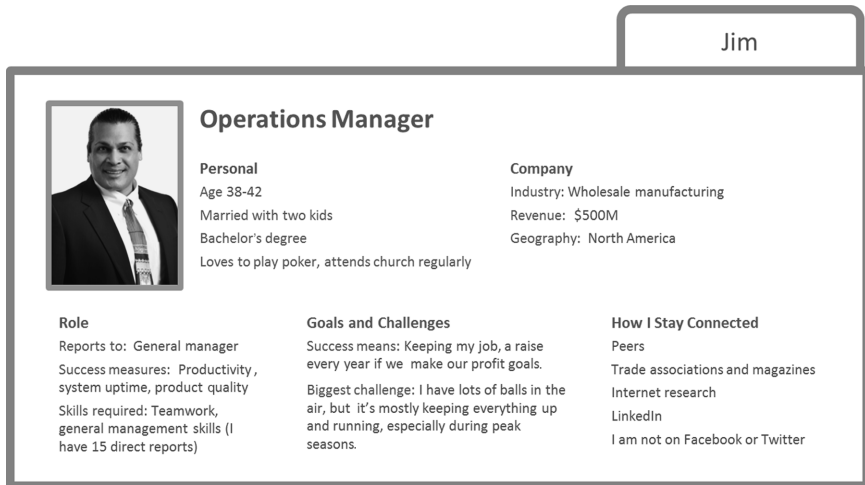 Jim
Operations Manager
Personal
Age 38-42
Married with two kids
Bachelor's degree
Loves to play poker, attends church regularly
Company
Industry: Wholesale manufacturing
Revenue: $500M
Geography: North America
Role
Reports to: General manager
Success measures: Productivity,
system uptime, product quality
Skills required: Teamwork,
general management skills (I
have 15 direct reports)
Goals and Challenges
Success means: Keeping my job, a raise
every year if we make our profit goals.
Biggest challenge: I have lots of balls in the
air, but it's mostly keeping everything up
and running, especially during peak
seasons.
How I Stay Connected
Peers
Trade associations and magazines
Internet research
LinkedIn
I am not on Facebook or Twitter